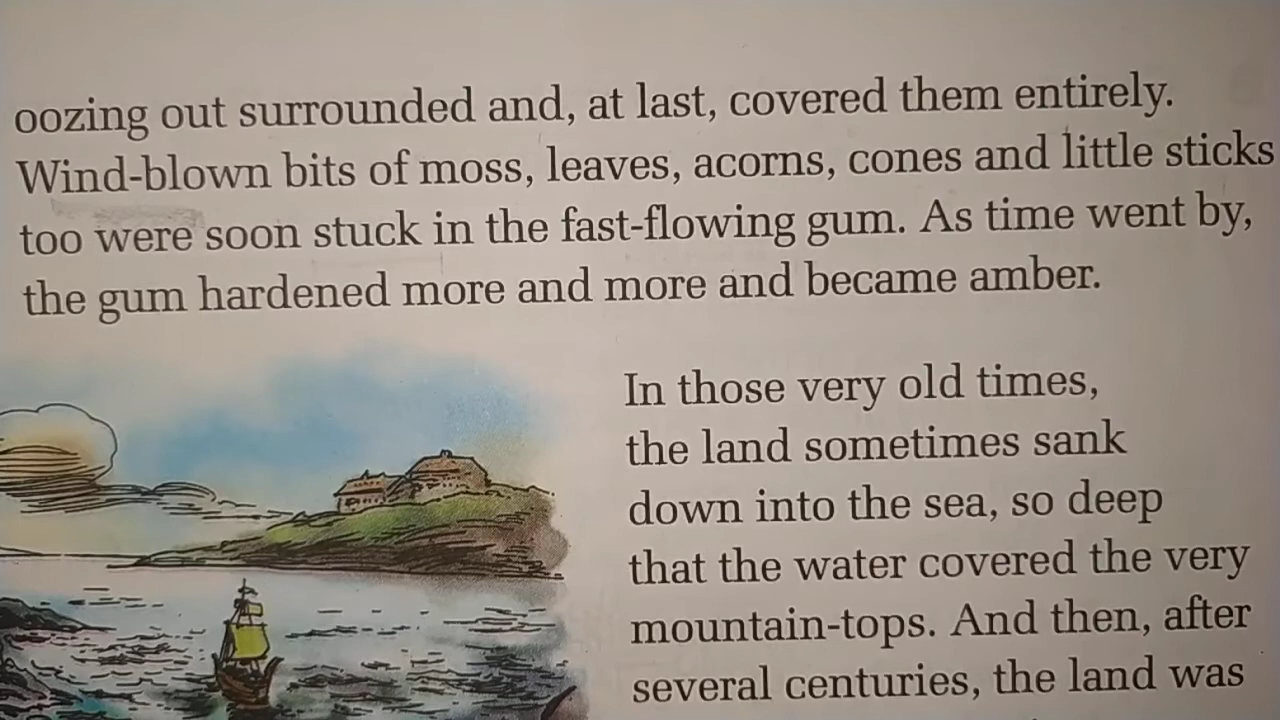 oozing out surrounded and, at last, covered them entirely.
Wind-blown bits of moss, leaves, acorns, cones and little sticks
too were soon stuck in the fast-flowing gum. As time went by,
the gum hardened more and more and became amber.
In those very old times,
the land sometimes sank
down into the sea, so deep
that the water covered the very
mountain-tops. And then, after
several centuries, the land was